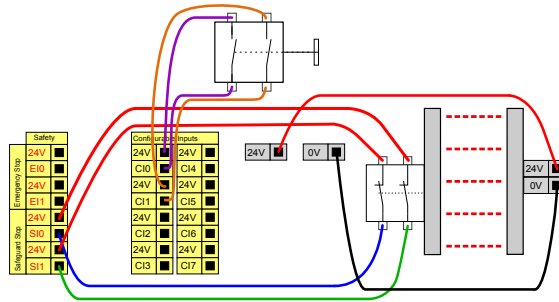 Safety
Emergency Stop
24V
EI0
24V
EI1
Safeguard Stop
24V
SI0
24V
SI1
Configurable Inputs
24V 24V
CI0 CI4
24V 24V
CI1 CI5
24V 24V
CI2 CI6
24V 24V
CI3 CI7
24V
0V
24V
0V